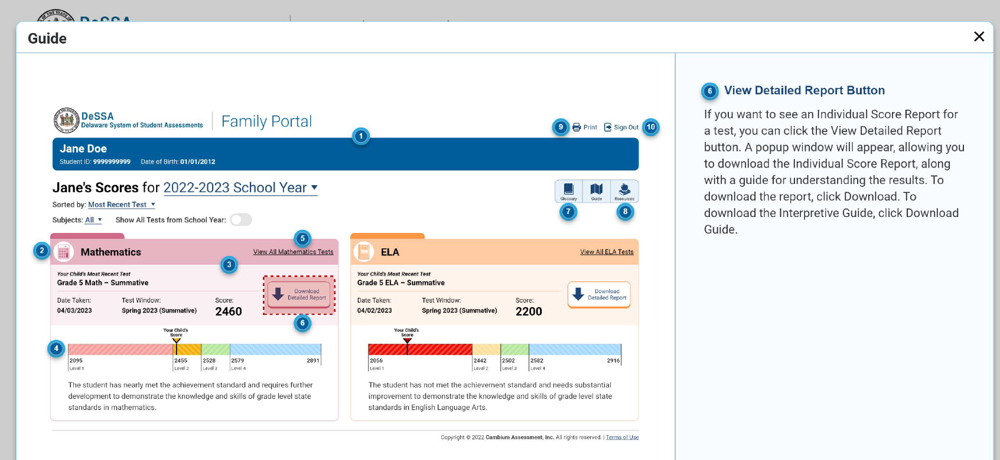 Guide
DeSSA
Delaware System of Student Assessments
Family Portal
9
Print
Sign Out
10
1
Jane Doe
Student ID: 9999999999 Date of Birth: 01/01/2012
Jane's Scores for 2022-2023 School Year
Sorted by: Most Recent Test
Subjects: All Show All Tests from School Year:
Glossary
Guide
Resources
7
8
2
Mathematics
5
View All Mathematics Tests
3
Your Child's Most Recent Test
Grade 5 Math – Summative
Date Taken: Test Window: Score:
04/03/2023 Spring 2023 (Summative) 2460
Download
Detailed Report
6
Your Child's
Score
4
2095 2455 2528 2579 2891
Level 1 Level 2 Level 3 Level 4
The student has nearly met the achievement standard and requires further
development to demonstrate the knowledge and skills of grade level state
standards in mathematics.
ELA
View All ELA Tests
Your Child's Most Recent Test
Grade 5 ELA – Summative
Date Taken: Test Window: Score:
04/02/2023 Spring 2023 (Summative) 2200
Download
Detailed Report
Your Child's
Score
2056 2442 2502 2582 2916
Level 1 Level 2 Level 3 Level 4
The student has not met the achievement standard and needs substantial
improvement to demonstrate the knowledge and skills of grade level state
standards in English Language Arts.
Copyright © 2022 Cambium Assessment, Inc. All rights reserved. | Terms of Use
6 View Detailed Report Button
If you want to see an Individual Score Report for
a test, you can click the View Detailed Report
button. A popup window will appear, allowing you
to download the Individual Score Report, along
with a guide for understanding the results. To
download the report, click Download. To
download the Interpretive Guide, click Download
Guide.